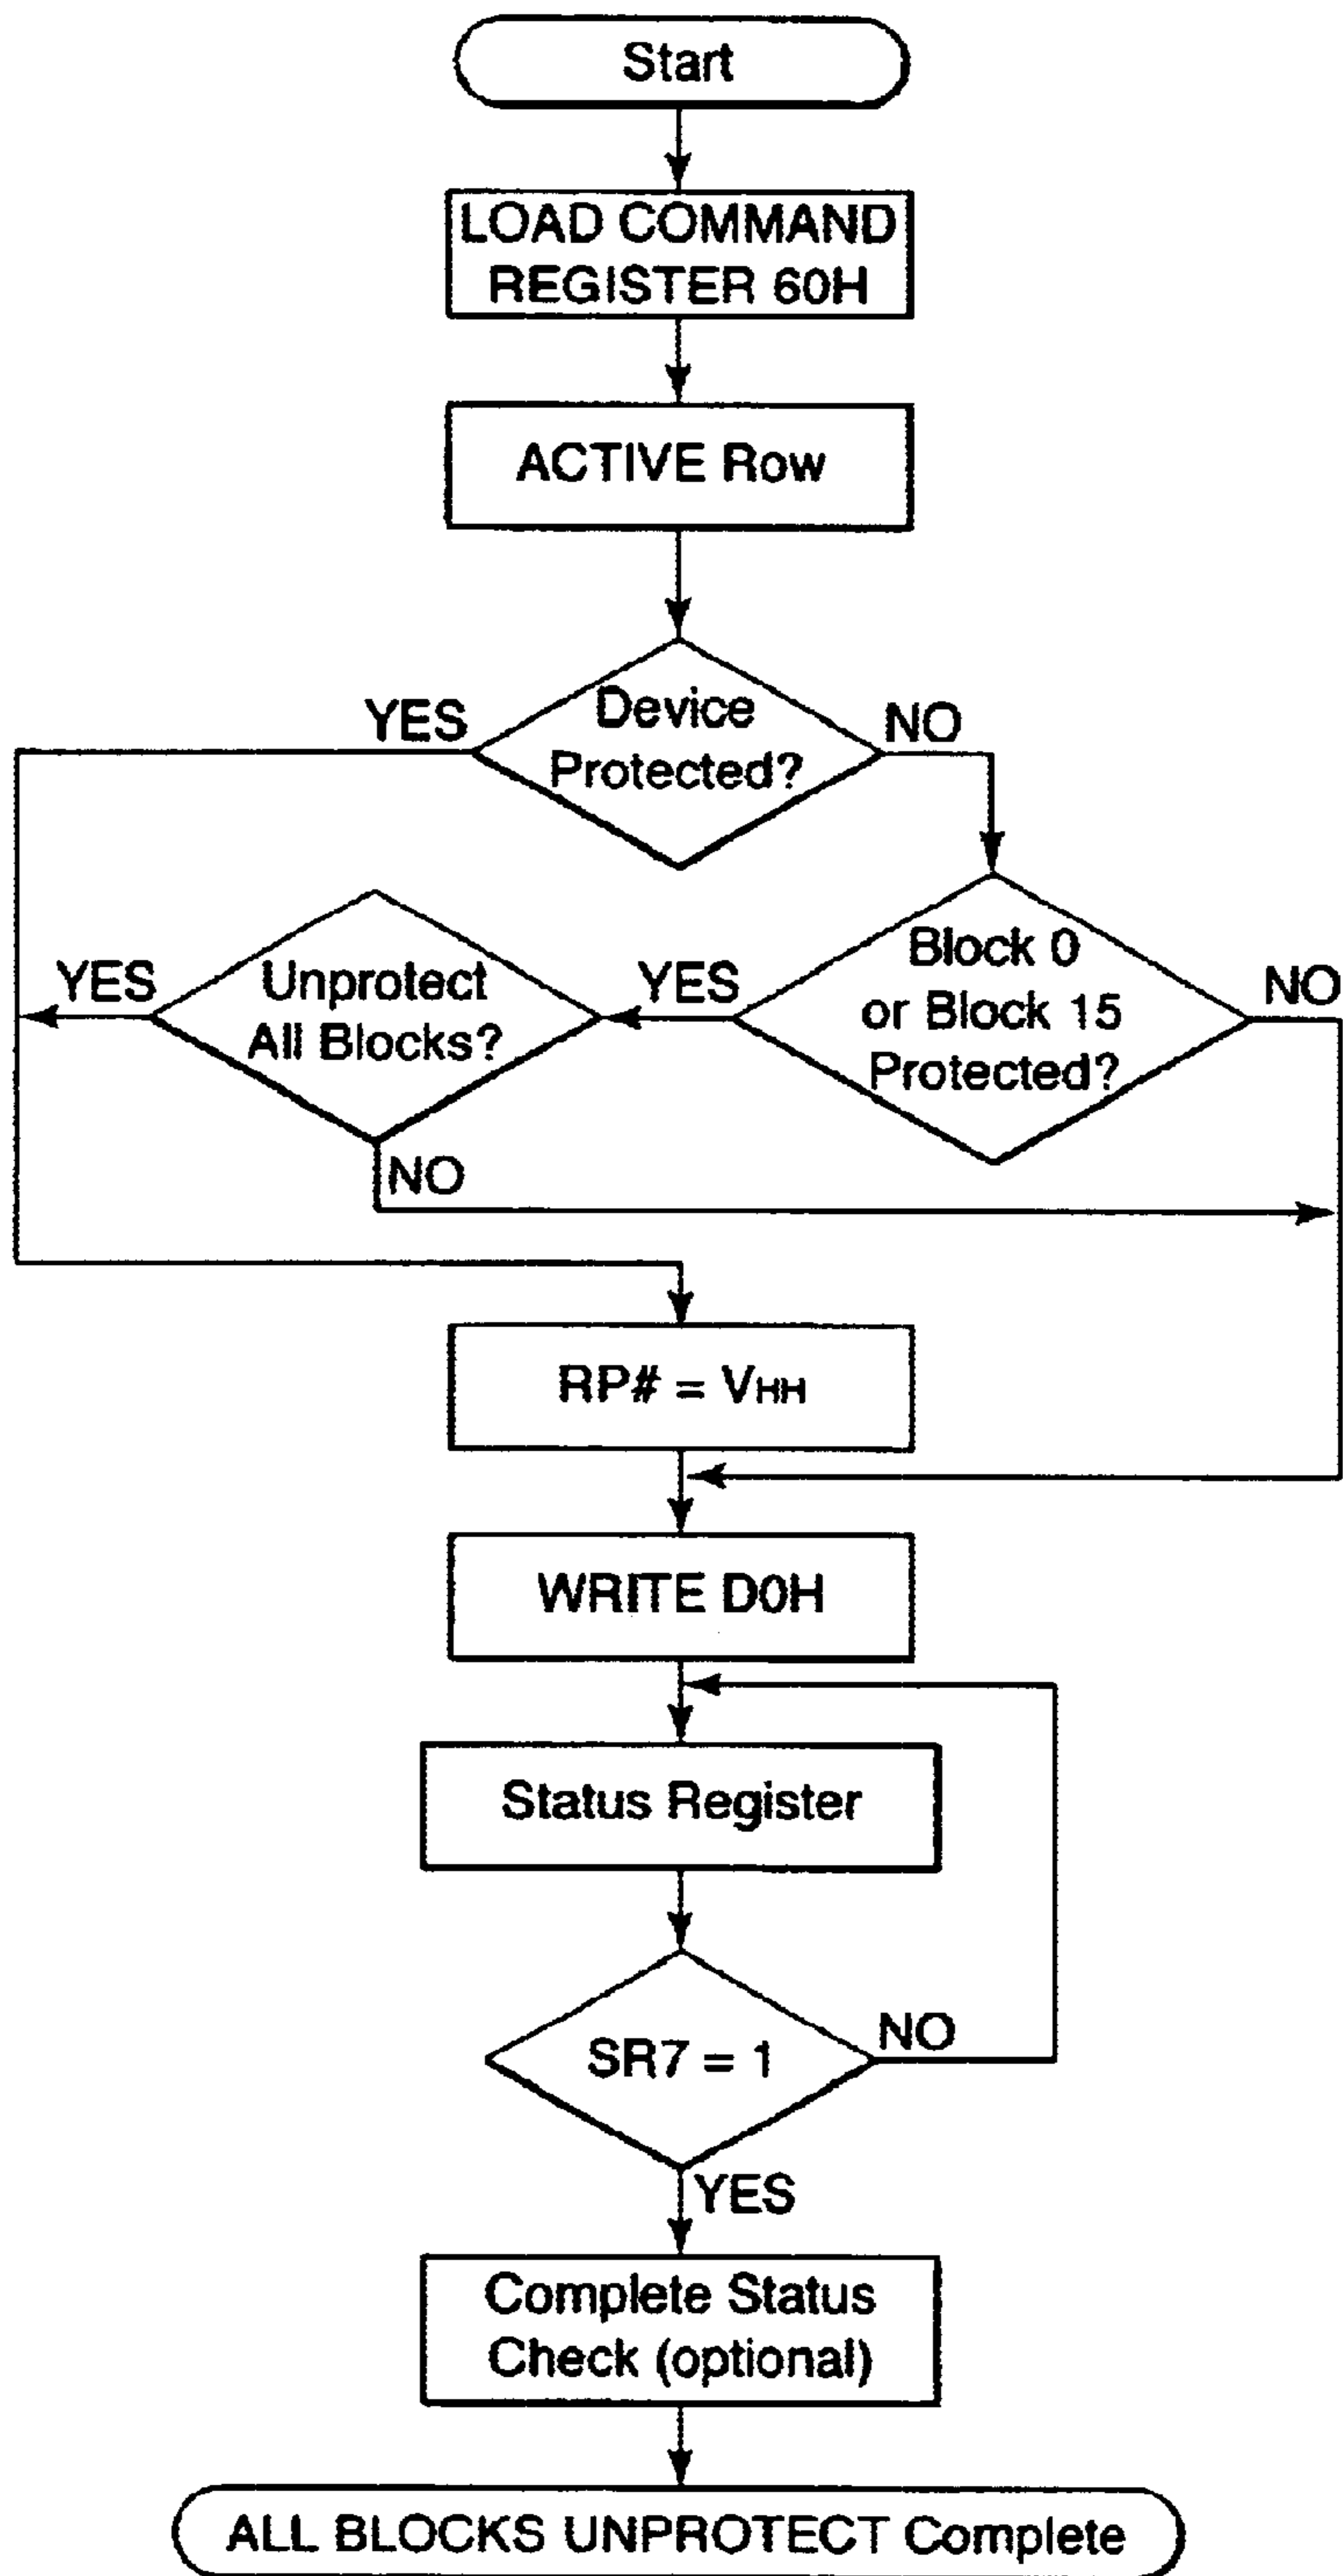 Start
LOAD COMMAND
REGISTER 60H
ACTIVE Row
YES
Device
Protected?
NO
YES
Unprotect
All Blocks?
YES
Block 0
or Block 15
Protected?
NO
NO
RP# = VHH
WRITE D0H
Status Register
SR7 = 1
NO
YES
Complete Status
Check (optional)
ALL BLOCKS UNPROTECT Complete